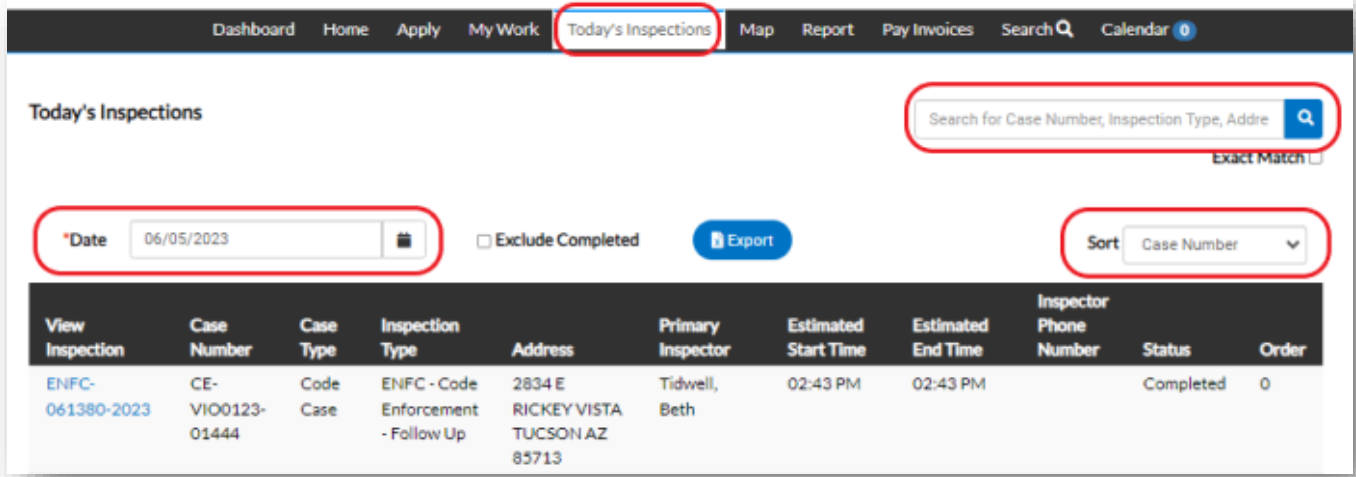 Dashboard Home Apply My Work Today's Inspections Map Report Pay Invoices Search Calendar 0
Today's Inspections
Search for Case Number, Inspection Type, Addre
Exact Match
*Date 06/05/2023 Exclude Completed Export Sort Case Number
View Inspection Case Number Case Type Inspection Type Address Primary Inspector Estimated Start Time Estimated End Time Inspector Phone Number Status Order
ENFC- CE- Code ENFC - Code 2834 E Tidwell, 02:43 PM 02:43 PM Completed 0
061380-2023 VIO0123- Case Enforcement RICKEY VISTA Beth
01444 - Follow Up TUCSON AZ
85713